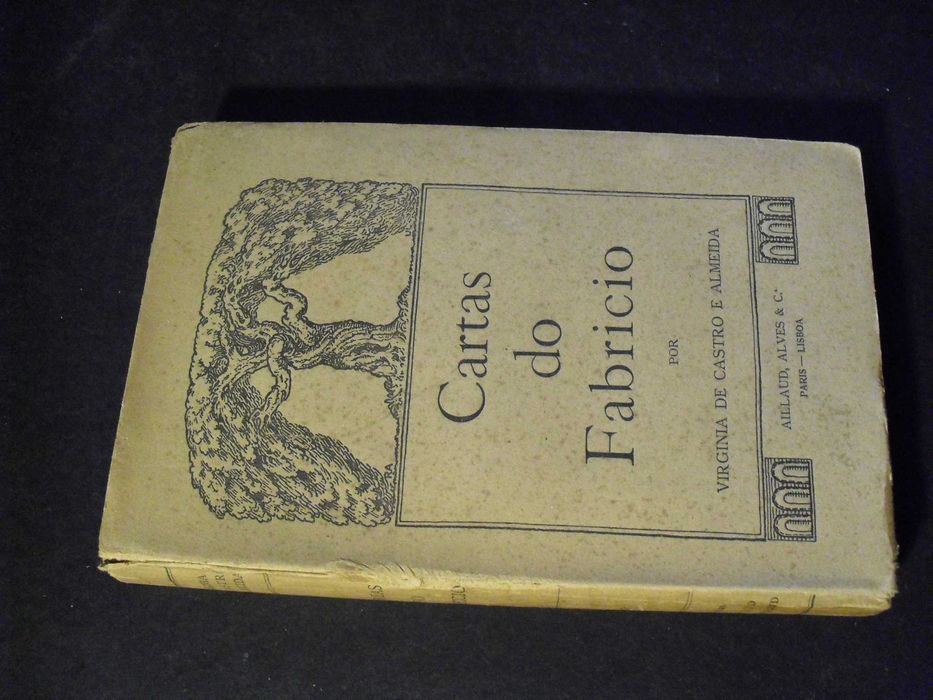 Cartas
do
Fabricio
POR
VIRGINIA DE CASTRO E ALMEIDA
AILLAUD, ALVES & C.ª
PARIS — LISBOA